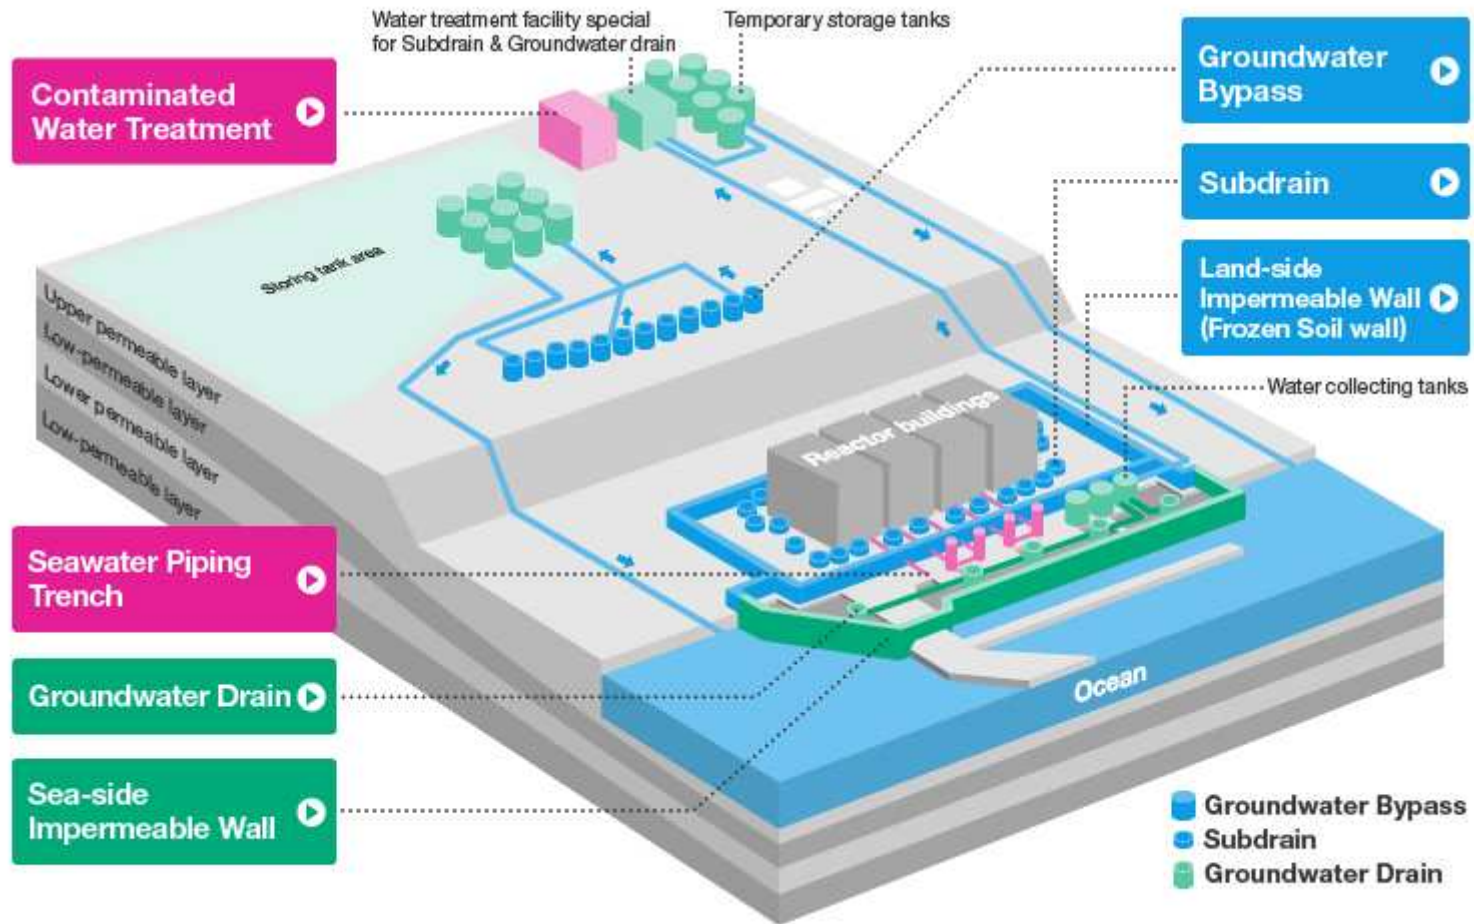 Water treatment facility special
for Subdrain & Groundwater drain
Temporary storage tanks
Contaminated
Water Treatment
Groundwater
Bypass
Subdrain
Land-side
Impermeable Wall
(Frozen Soil wall)
Water collecting tanks
Storing tank area
Upper permeable layer
Low-permeable layer
Lower permeable layer
Low-permeable layer
Reactor buildings
Seawater Piping
Trench
Groundwater Drain
Sea-side
Impermeable Wall
Ocean
Groundwater Bypass
Subdrain
Groundwater Drain